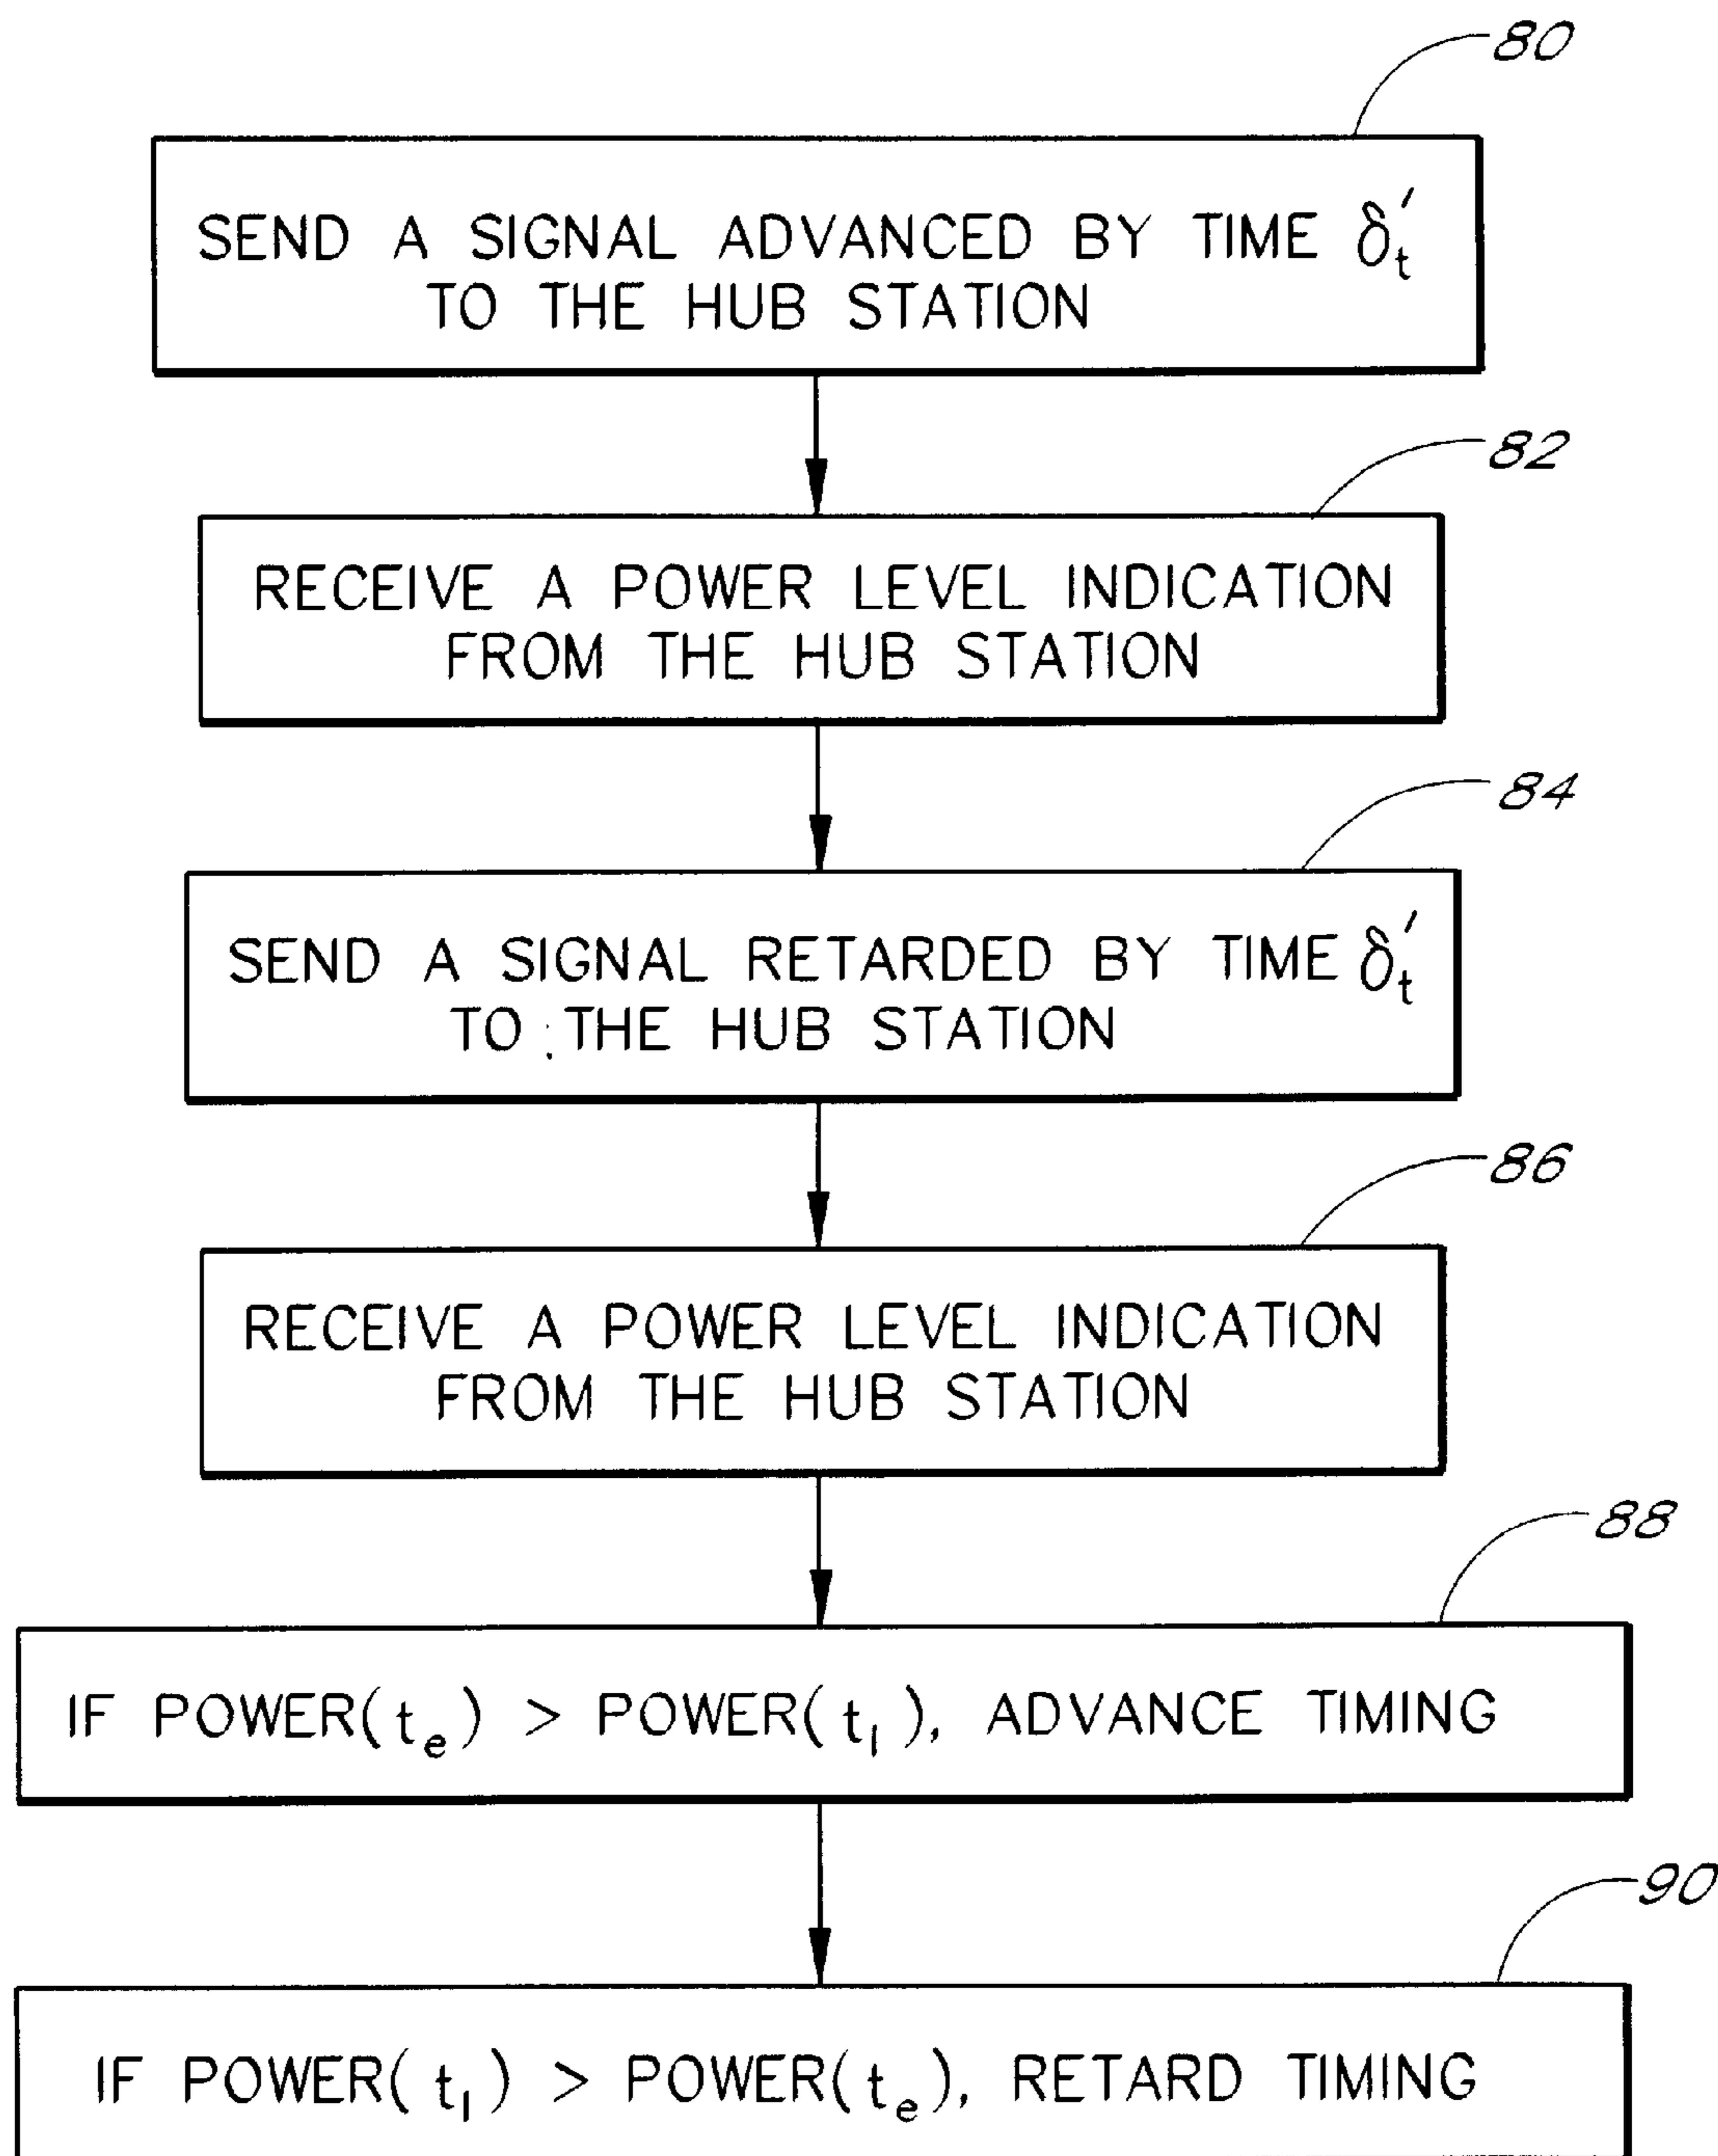 80
SEND A SIGNAL ADVANCED BY TIME δ't
TO THE HUB STATION
82
RECEIVE A POWER LEVEL INDICATION
FROM THE HUB STATION
84
SEND A SIGNAL RETARDED BY TIME δ't
TO THE HUB STATION
86
RECEIVE A POWER LEVEL INDICATION
FROM THE HUB STATION
88
IF POWER(te) > POWER(tl), ADVANCE TIMING
90
IF POWER(tl) > POWER(te), RETARD TIMING